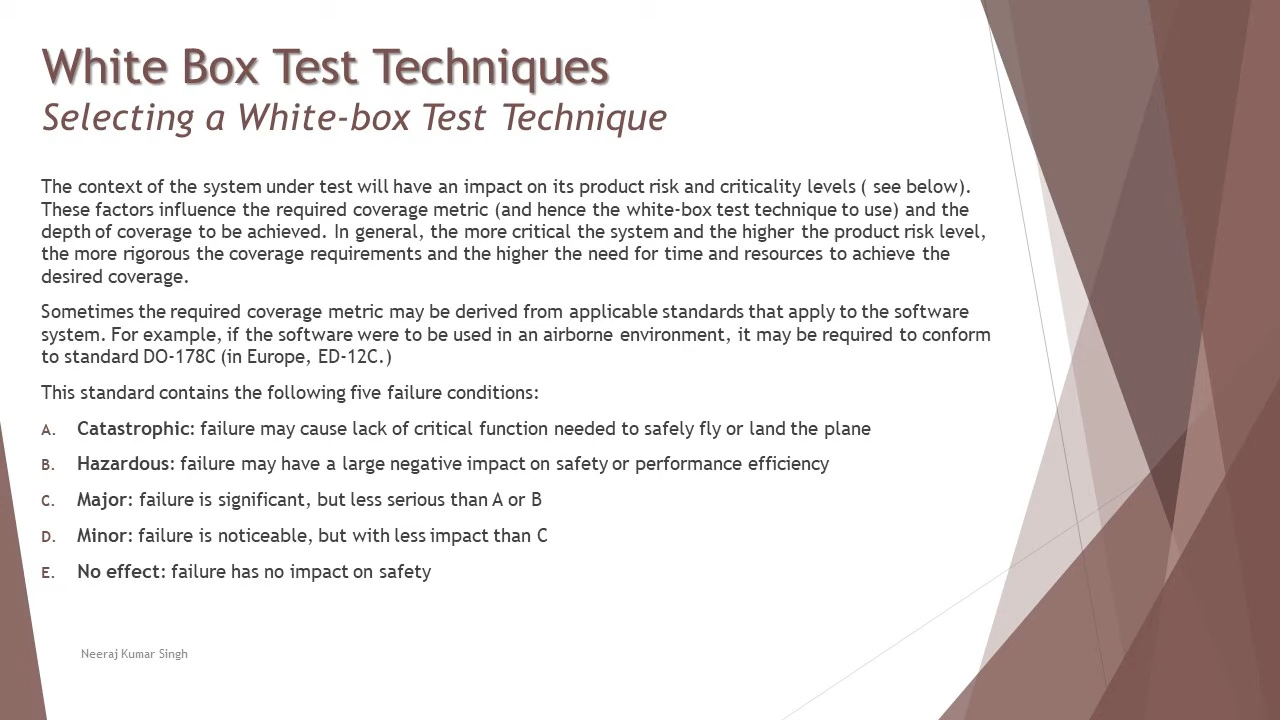 White Box Test Techniques
Selecting a White-box Test Technique
The context of the system under test will have an impact on its product risk and criticality levels ( see below).
These factors influence the required coverage metric (and hence the white-box test technique to use) and the
depth of coverage to be achieved. In general, the more critical the system and the higher the product risk level,
the more rigorous the coverage requirements and the higher the need for time and resources to achieve the
desired coverage.
Sometimes the required coverage metric may be derived from applicable standards that apply to the software
system. For example, if the software were to be used in an airborne environment, it may be required to conform
to standard DO-178C (in Europe, ED-12C.)
This standard contains the following five failure conditions:
A. Catastrophic: failure may cause lack of critical function needed to safely fly or land the plane
B. Hazardous: failure may have a large negative impact on safety or performance efficiency
C. Major: failure is significant, but less serious than A or B
D. Minor: failure is noticeable, but with less impact than C
E. No effect: failure has no impact on safety
Neeraj Kumar Singh